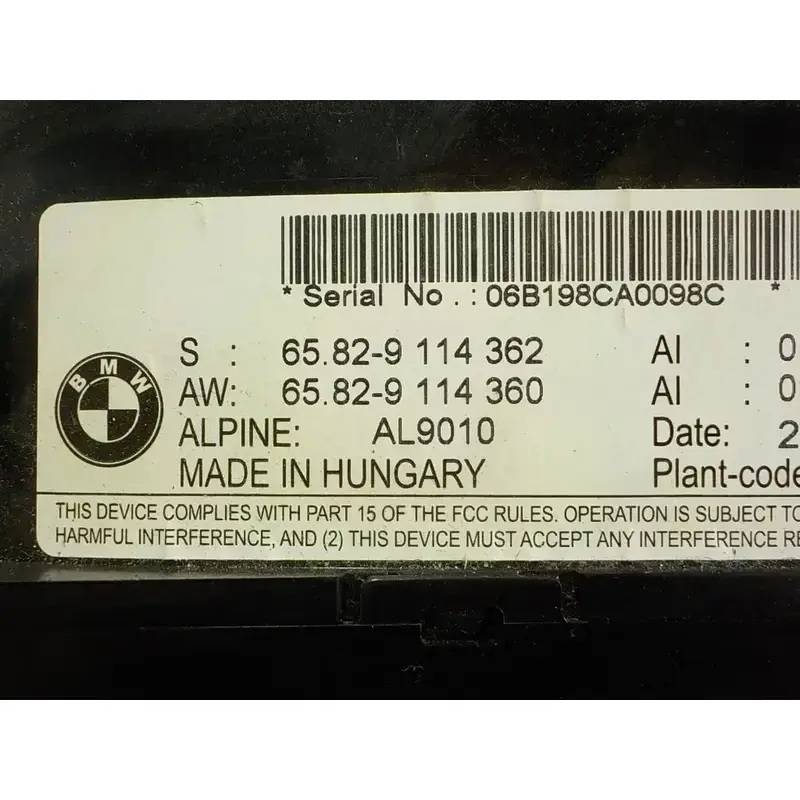 * Serial No. : 06B198CA0098C *
S : 65.82-9 114 362 AI : 0
BMW
AW: 65.82-9 114 360 AI : 0
ALPINE: AL9010 Date: 2
MADE IN HUNGARY Plant-code
THIS DEVICE COMPLIES WITH PART 15 OF THE FCC RULES. OPERATION IS SUBJECT TO
HARMFUL INTERFERENCE, AND (2) THIS DEVICE MUST ACCEPT ANY INTERFERENCE RE